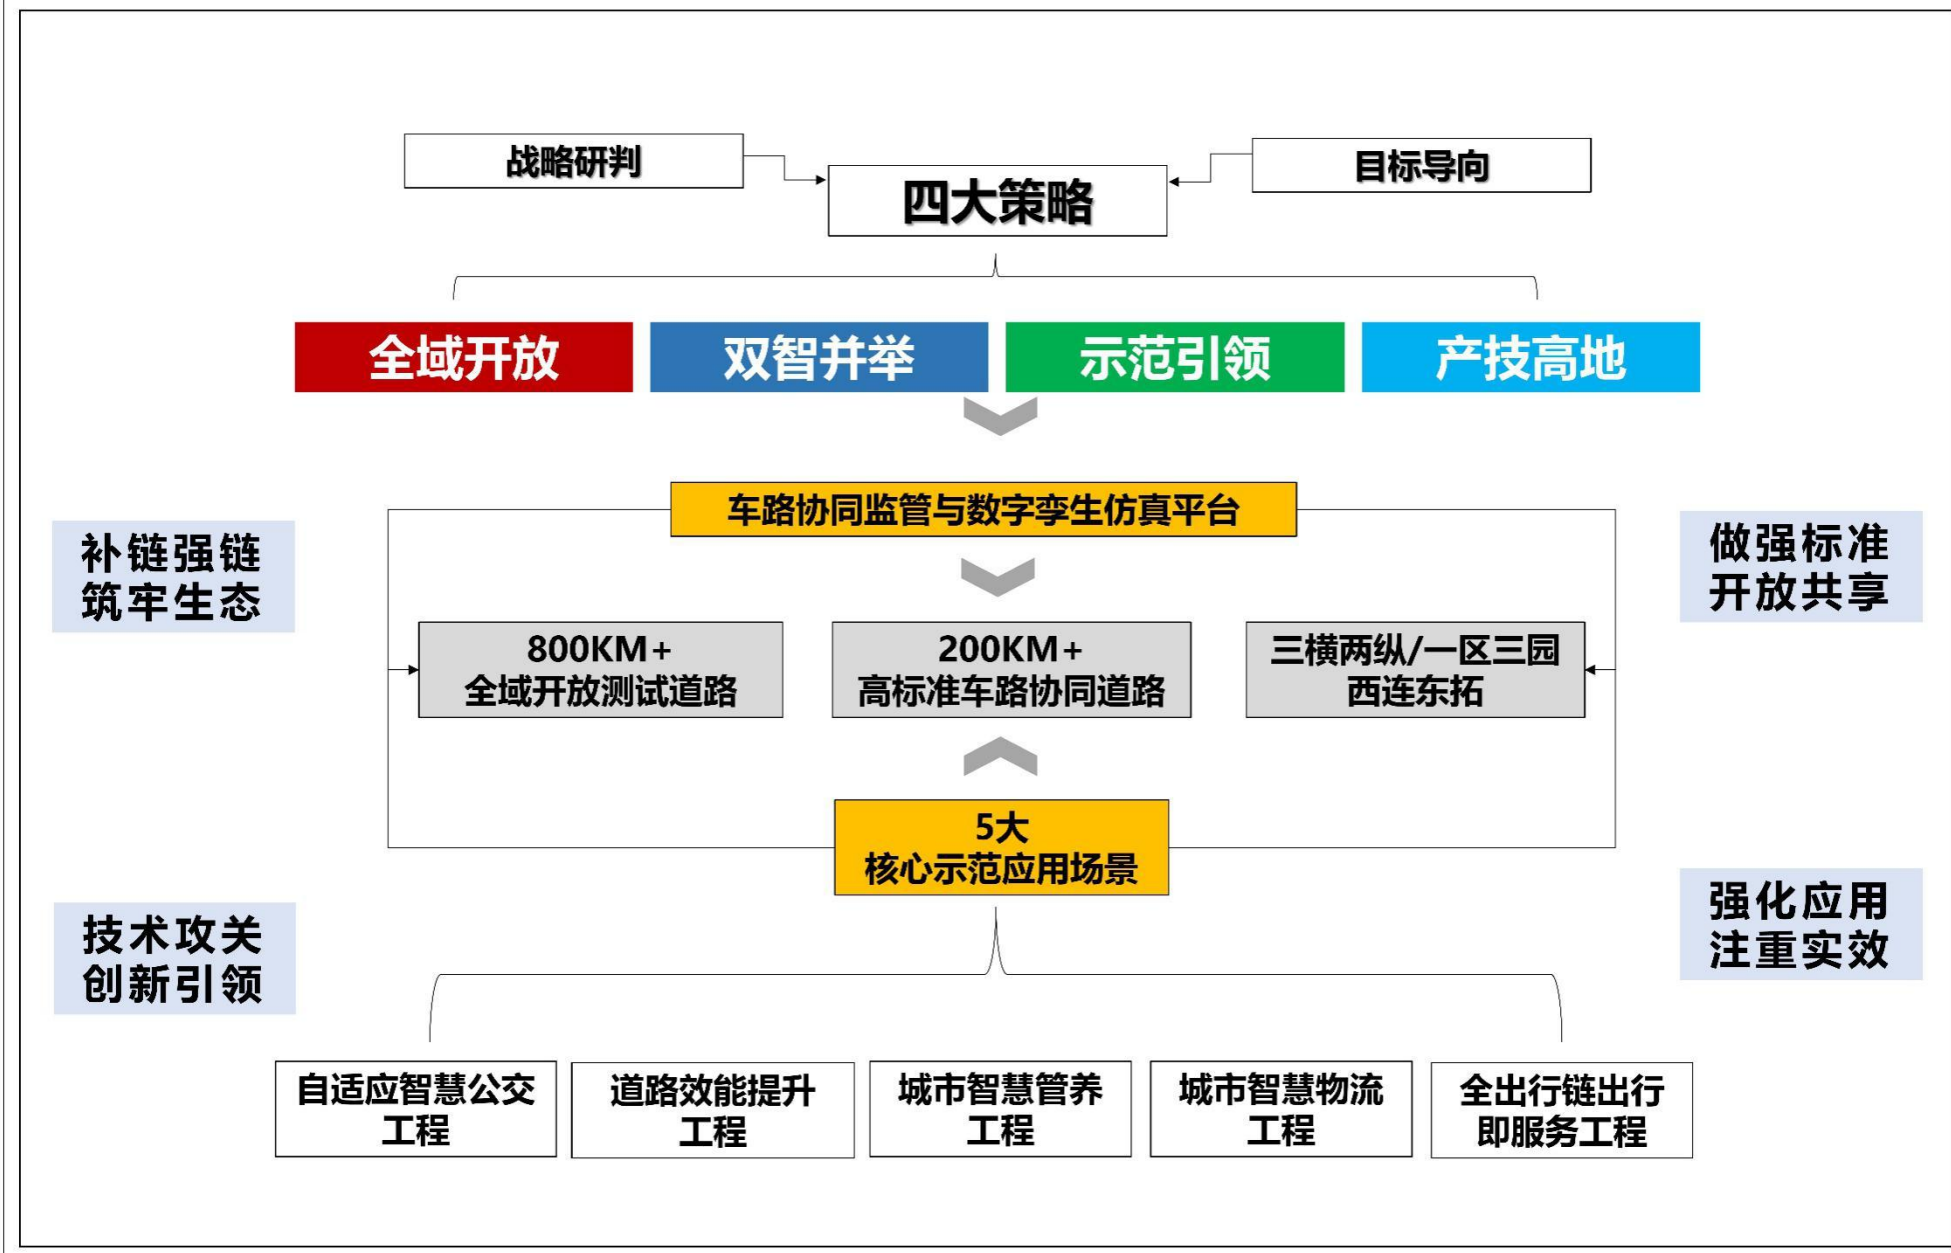 战略研判
目标导向
四大策略
全域开放
双智并举
示范引领
产技高地
车路协同监管与数字孪生仿真平台
补链强链
筑牢生态
做强标准
开放共享
800KM+
全域开放测试道路
200KM+
高标准车路协同道路
三横两纵/一区三园
西连东拓
5大
核心示范应用场景
技术攻关
创新引领
强化应用
注重实效
自适应智慧公交
工程
道路效能提升
工程
城市智慧管养
工程
城市智慧物流
工程
全出行链出行
即服务工程